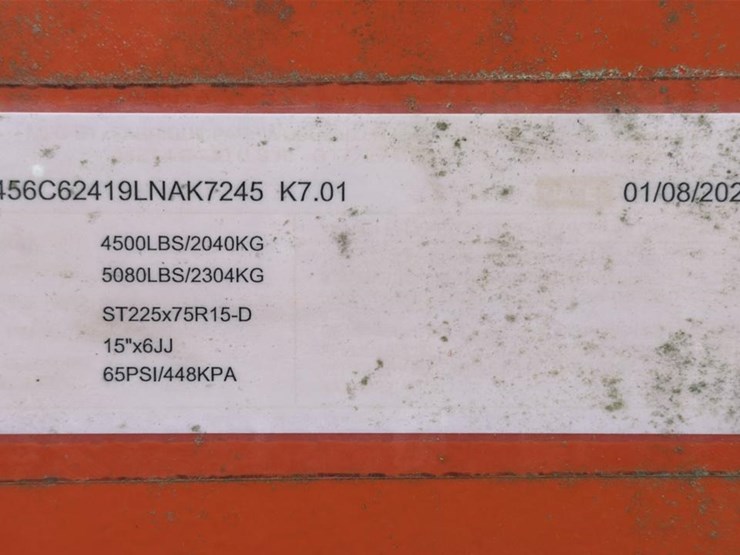 456C62419LNAK7245 K7.01 01/08/202
4500LBS/2040KG
5080LBS/2304KG
ST225x75R15-D
15"x6JJ
65PSI/448KPA